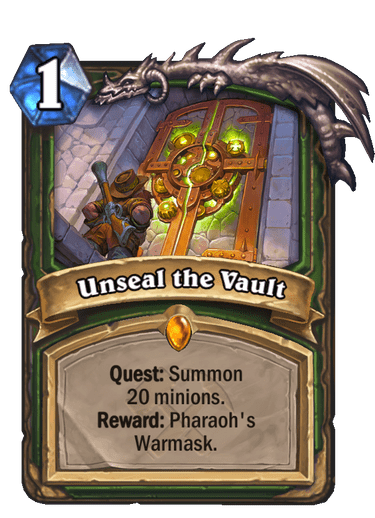 1
Unseal the Vault
Quest: Summon
20 minions.
Reward: Pharaoh's
Warmask.